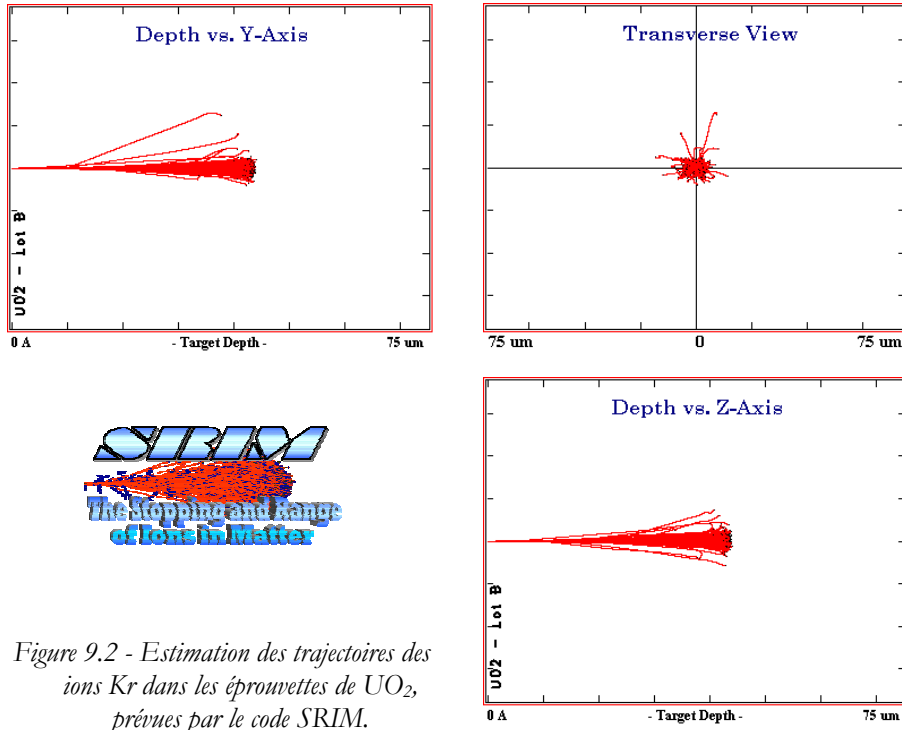 Depth vs. Y-Axis
UO2 - Lot B
0 A
- Target Depth -
75 um
Transverse View
75 um
0
75 um
SRIM
The Stopping and Range
of Ions in Matter
Depth vs. Z-Axis
UO2 - Lot B
0 A
- Target Depth -
75 um
Figure 9.2 - Estimation des trajectoires des
ions Kr dans les éprouvettes de UO₂,
prévues par le code SRIM.